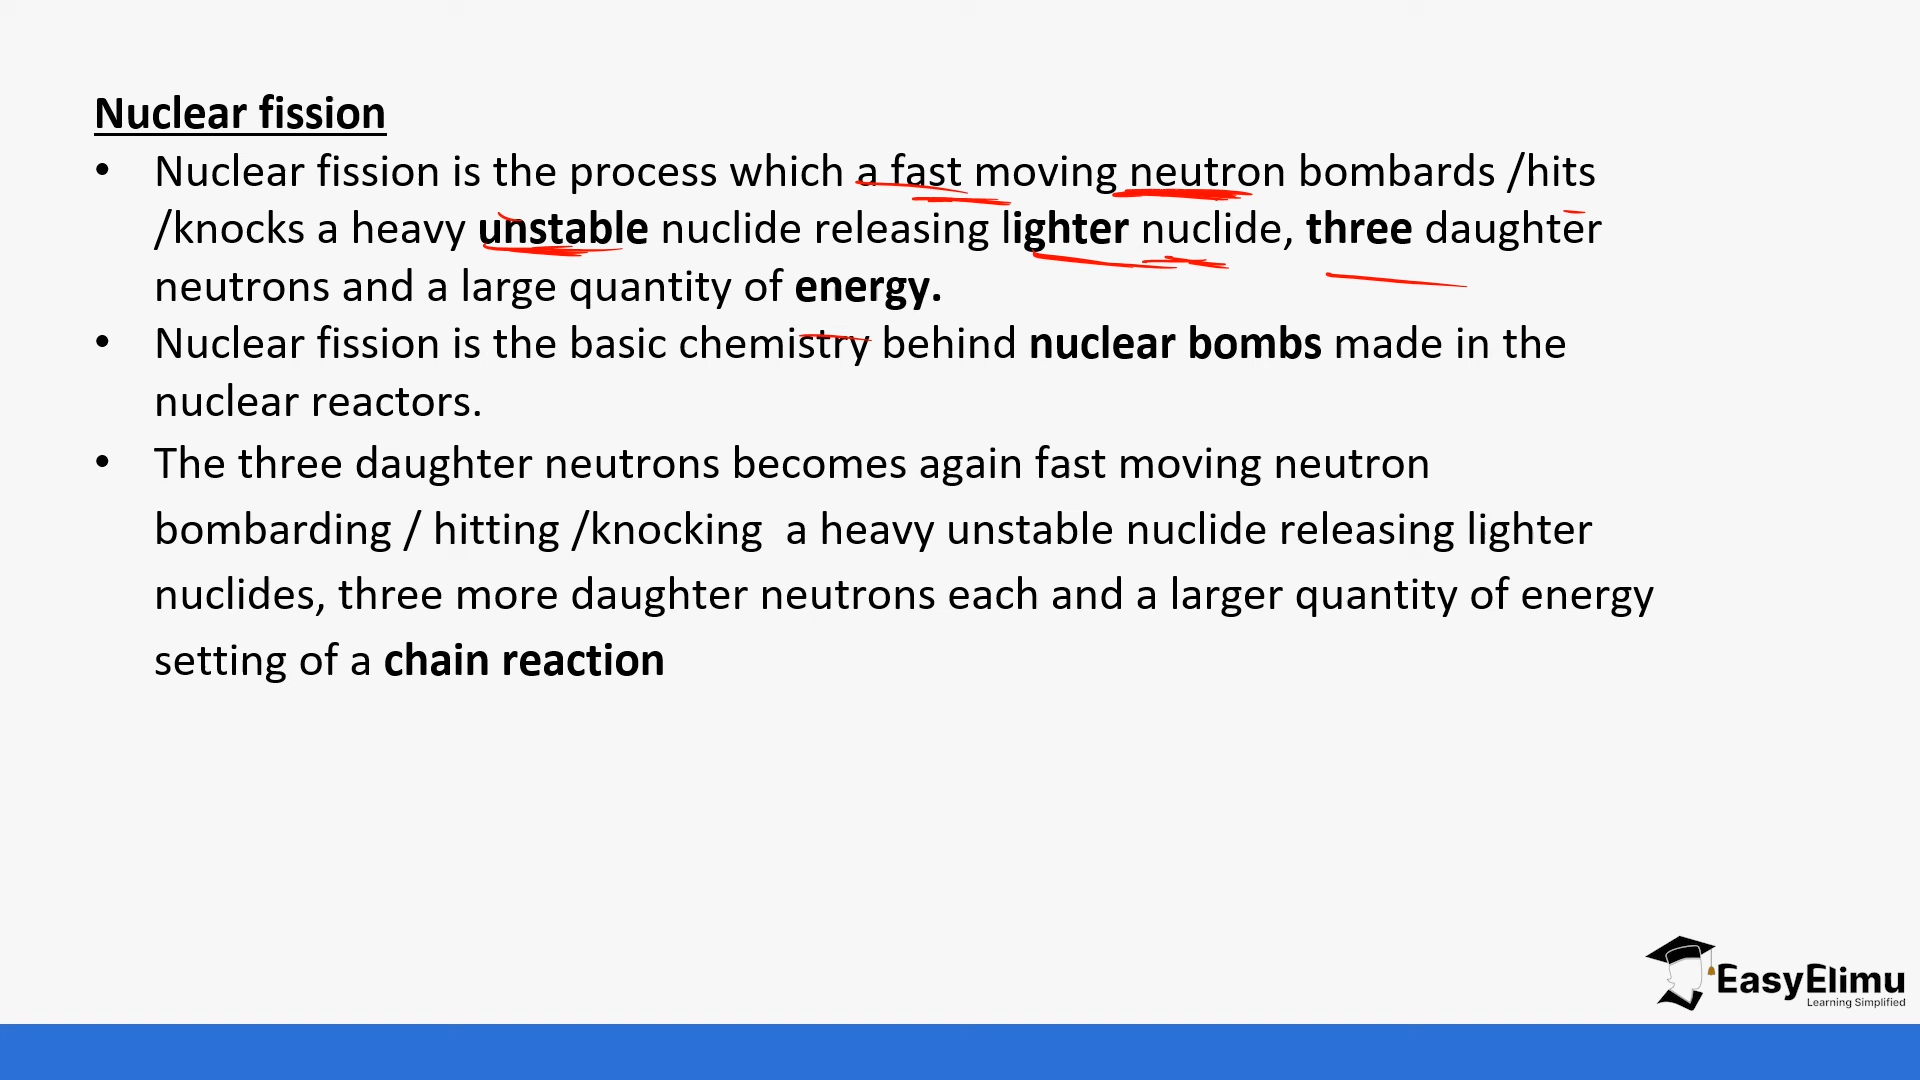 Nuclear fission
• Nuclear fission is the process which a fast moving neutron bombards /hits
/knocks a heavy unstable nuclide releasing lighter nuclide, three daughter
neutrons and a large quantity of energy.
• Nuclear fission is the basic chemistry behind nuclear bombs made in the
nuclear reactors.
• The three daughter neutrons becomes again fast moving neutron
bombarding / hitting /knocking  a heavy unstable nuclide releasing lighter
nuclides, three more daughter neutrons each and a larger quantity of energy
setting of a chain reaction
EasyElimu
Learning Simplified